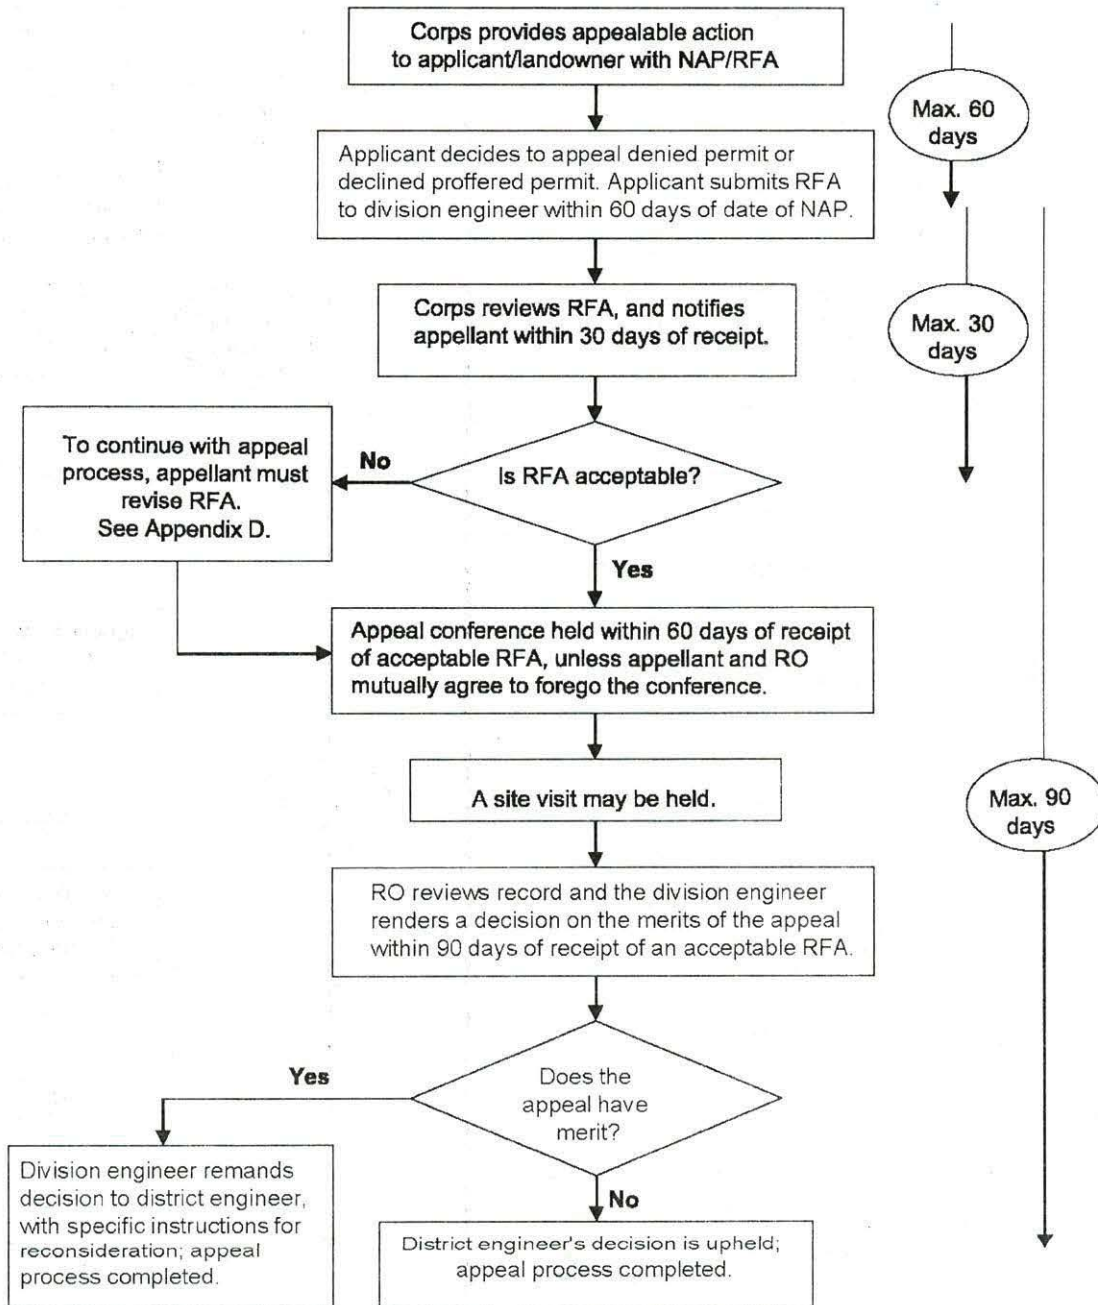 Corps provides appealable action
to applicant/landowner with NAP/RFA
Max. 60
days
Applicant decides to appeal denied permit or
declined proffered permit. Applicant submits RFA
to division engineer within 60 days of date of NAP.
Corps reviews RFA, and notifies
appellant within 30 days of receipt.
Max. 30
days
To continue with appeal
process, appellant must
revise RFA.
See Appendix D.
No
Is RFA acceptable?
Yes
Appeal conference held within 60 days of receipt
of acceptable RFA, unless appellant and RO
mutually agree to forego the conference.
A site visit may be held.
Max. 90
days
RO reviews record and the division engineer
renders a decision on the merits of the appeal
within 90 days of receipt of an acceptable RFA.
Yes
Does the
appeal have
merit?
No
Division engineer remands
decision to district engineer,
with specific instructions for
reconsideration; appeal
process completed.
District engineer's decision is upheld;
appeal process completed.